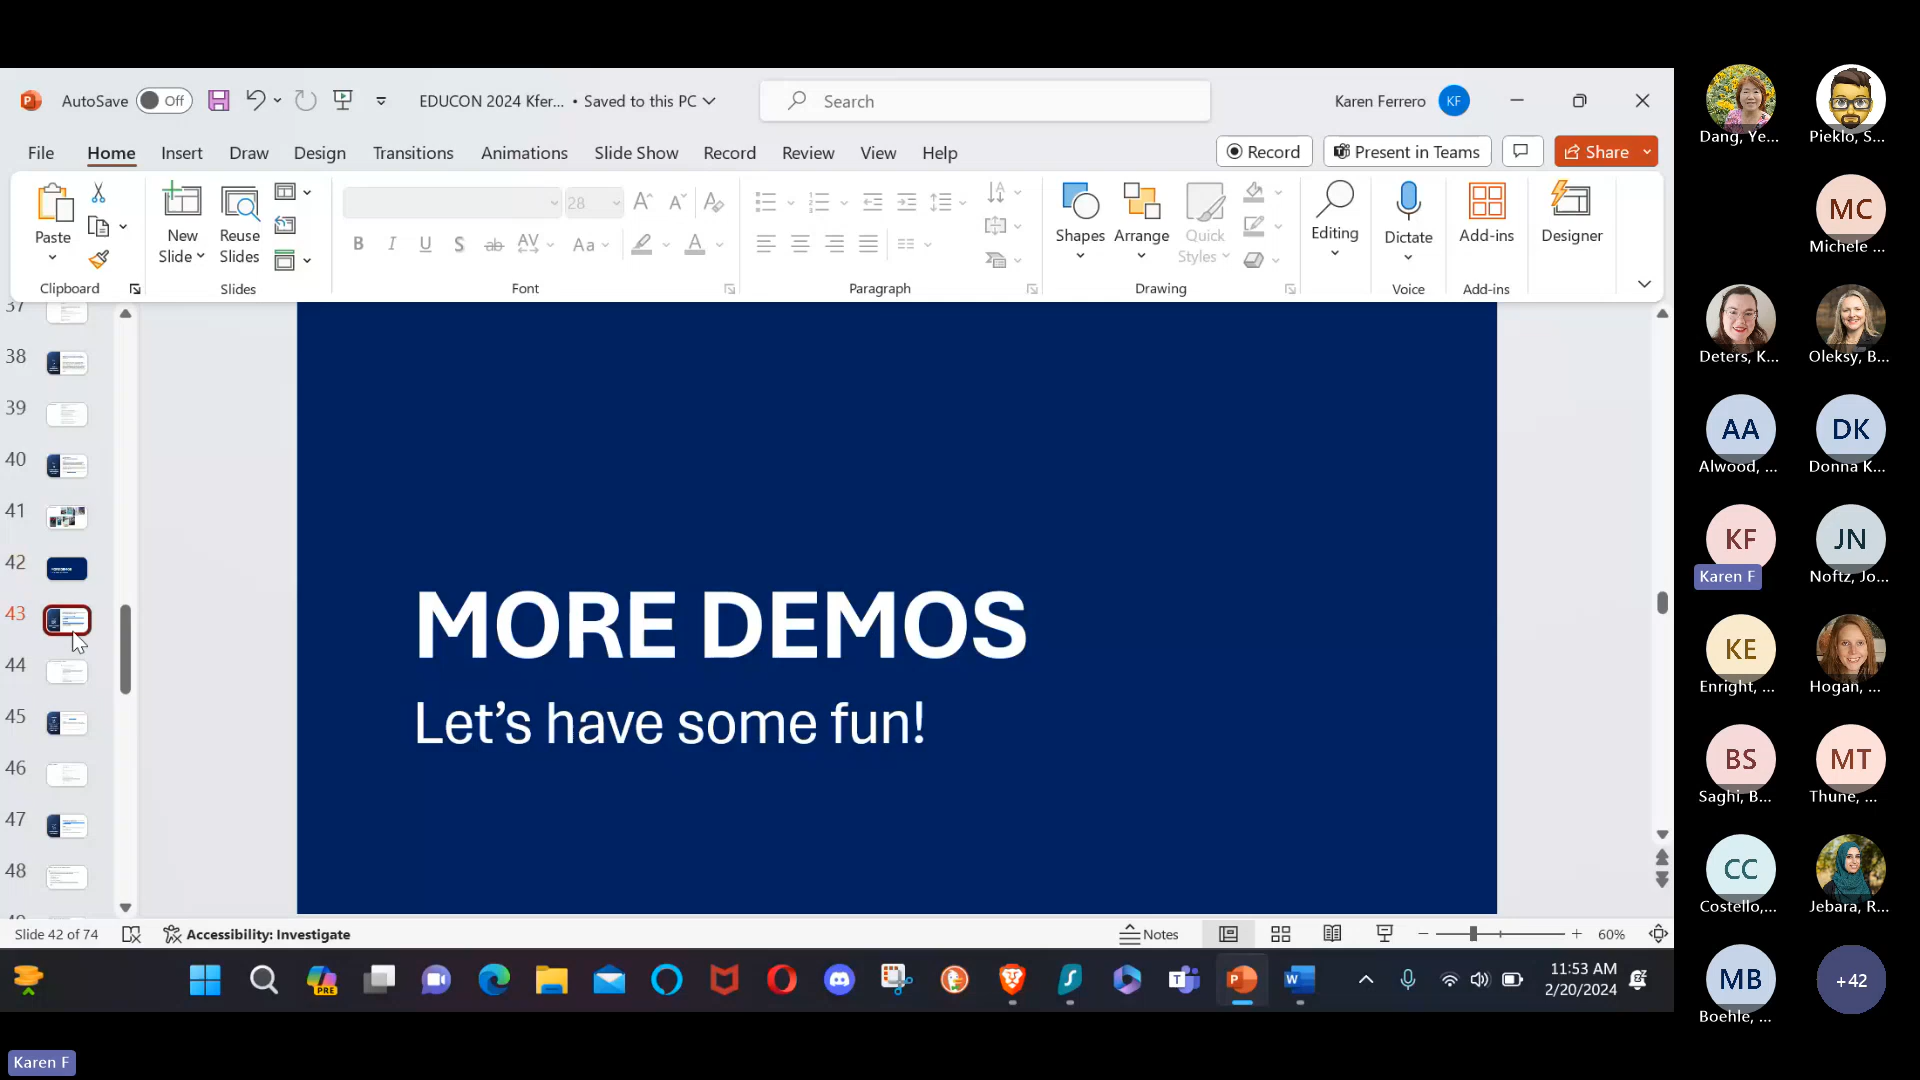 AutoSave Off EDUCON 2024 Kfer... • Saved to this PC Search Karen Ferrero KF
File Home Insert Draw Design Transitions Animations Slide Show Record Review View Help Record Present in Teams Share
Paste New Slide Reuse Slides 28 Shapes Arrange Quick Styles Editing Dictate Add-ins Designer
Clipboard Slides Font Paragraph Drawing Voice Add-ins
37
38
39
40
41
42
43
44
45
46
47
48
MORE DEMOS
Let's have some fun!
Slide 42 of 74 Accessibility: Investigate Notes 60%
PRE
11:53 AM
2/20/2024
Karen F
Dang, Ye... Pieklo, S...
MC
Michele ...
Deters, K... Oleksy, B...
AA DK
Alwood, ... Donna K...
KF JN
Karen F Noftz, Jo...
KE
Enright, ... Hogan, ...
BS MT
Saghi, B... Thune, ...
CC
Costello,... Jebara, R...
MB +42
Boehle, ...